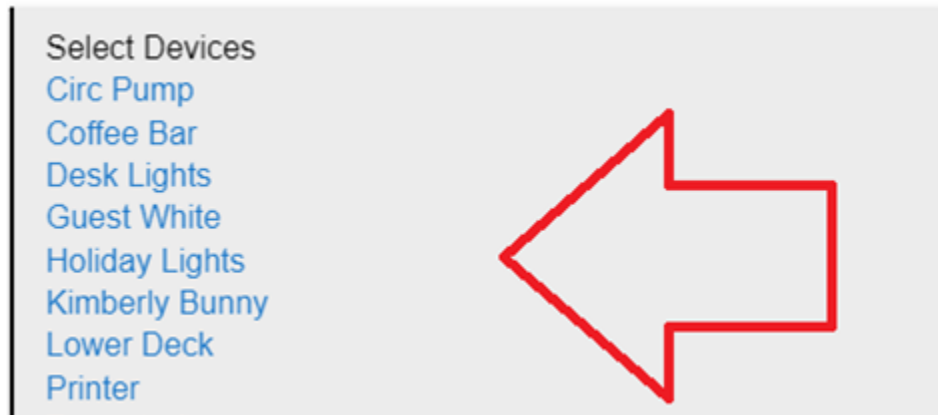 Select Devices
Circ Pump
Coffee Bar
Desk Lights
Guest White
Holiday Lights
Kimberly Bunny
Lower Deck
Printer